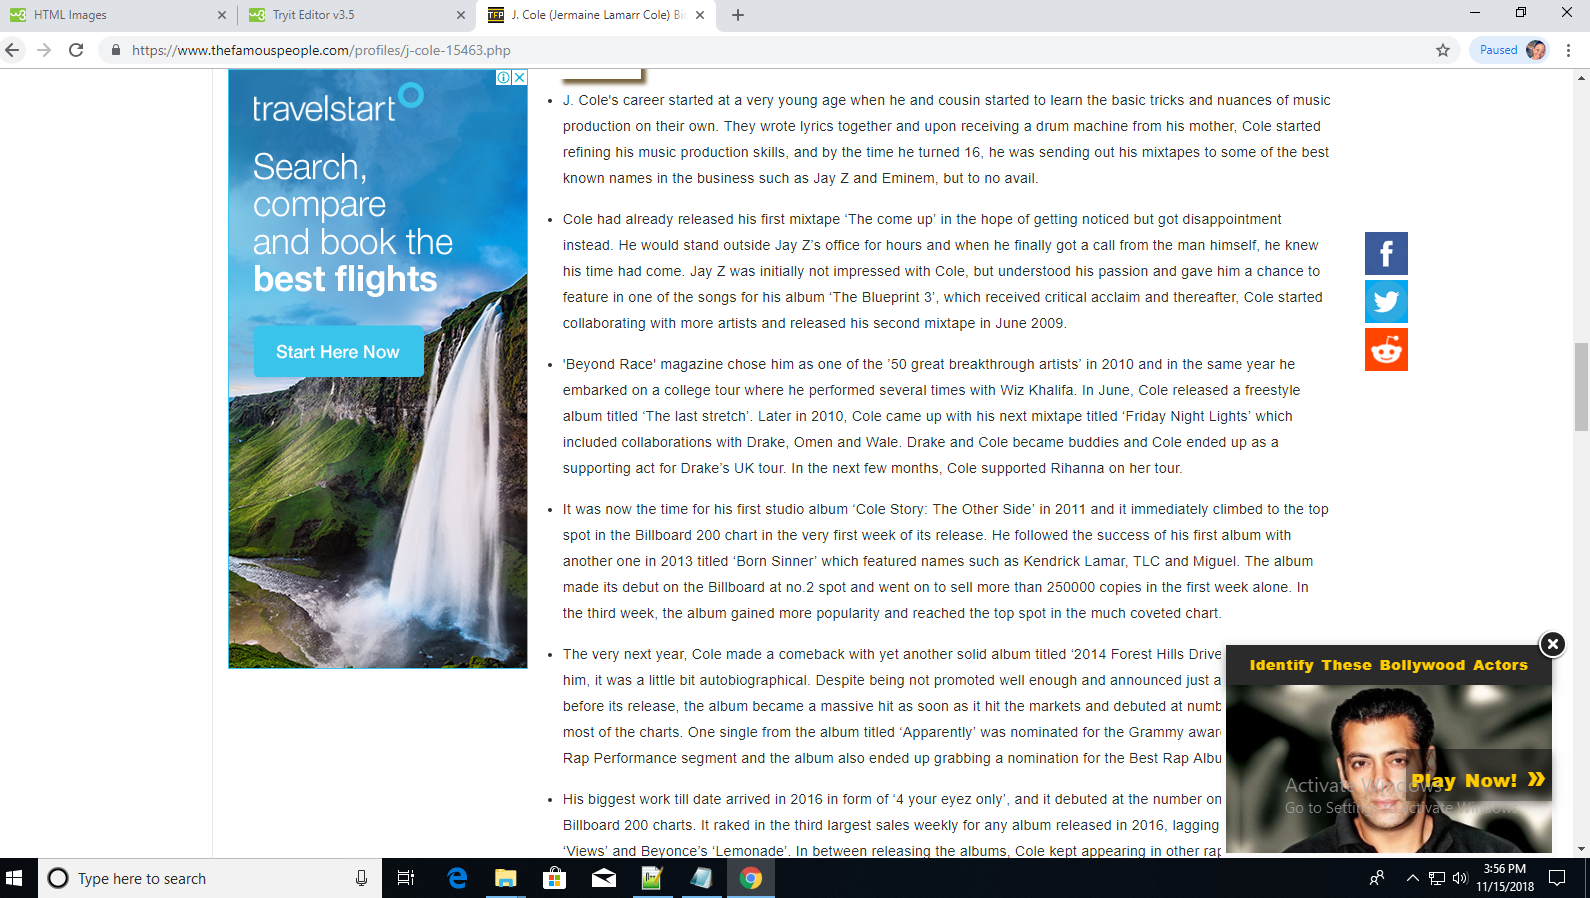 HTML Images
Tryit Editor v3.5
J. Cole (Jermaine Lamarr Cole) Bi
https://www.thefamouspeople.com/profiles/j-cole-15463.php
Paused
travelstart
Search,
compare
and book the
best flights
Start Here Now
J. Cole's career started at a very young age when he and cousin started to learn the basic tricks and nuances of music
production on their own. They wrote lyrics together and upon receiving a drum machine from his mother, Cole started
refining his music production skills, and by the time he turned 16, he was sending out his mixtapes to some of the best
known names in the business such as Jay Z and Eminem, but to no avail.
Cole had already released his first mixtape ‘The come up’ in the hope of getting noticed but got disappointment
instead. He would stand outside Jay Z’s office for hours and when he finally got a call from the man himself, he knew
his time had come. Jay Z was initially not impressed with Cole, but understood his passion and gave him a chance to
feature in one of the songs for his album ‘The Blueprint 3’, which received critical acclaim and thereafter, Cole started
collaborating with more artists and released his second mixtape in June 2009.
'Beyond Race' magazine chose him as one of the ’50 great breakthrough artists’ in 2010 and in the same year he
embarked on a college tour where he performed several times with Wiz Khalifa. In June, Cole released a freestyle
album titled ‘The last stretch’. Later in 2010, Cole came up with his next mixtape titled ‘Friday Night Lights’ which
included collaborations with Drake, Omen and Wale. Drake and Cole became buddies and Cole ended up as a
supporting act for Drake’s UK tour. In the next few months, Cole supported Rihanna on her tour.
It was now the time for his first studio album ‘Cole Story: The Other Side’ in 2011 and it immediately climbed to the top
spot in the Billboard 200 chart in the very first week of its release. He followed the success of his first album with
another one in 2013 titled ‘Born Sinner’ which featured names such as Kendrick Lamar, TLC and Miguel. The album
made its debut on the Billboard at no.2 spot and went on to sell more than 250000 copies in the first week alone. In
the third week, the album gained more popularity and reached the top spot in the much coveted chart.
The very next year, Cole made a comeback with yet another solid album titled ‘2014 Forest Hills Drive
him, it was a little bit autobiographical. Despite being not promoted well enough and announced just a
before its release, the album became a massive hit as soon as it hit the markets and debuted at numb
most of the charts. One single from the album titled ‘Apparently’ was nominated for the Grammy awar
Rap Performance segment and the album also ended up grabbing a nomination for the Best Rap Albu
His biggest work till date arrived in 2016 in form of ‘4 your eyez only’, and it debuted at the number on
Billboard 200 charts. It raked in the third largest sales weekly for any album released in 2016, lagging
‘Views’ and Beyonce’s ‘Lemonade’. In between releasing the albums, Cole kept appearing in other rap
Identify These Bollywood Actors
Play Now! »
Activate Windows
Go to Settings to activate Windows.
Type here to search
3:56 PM
11/15/2018